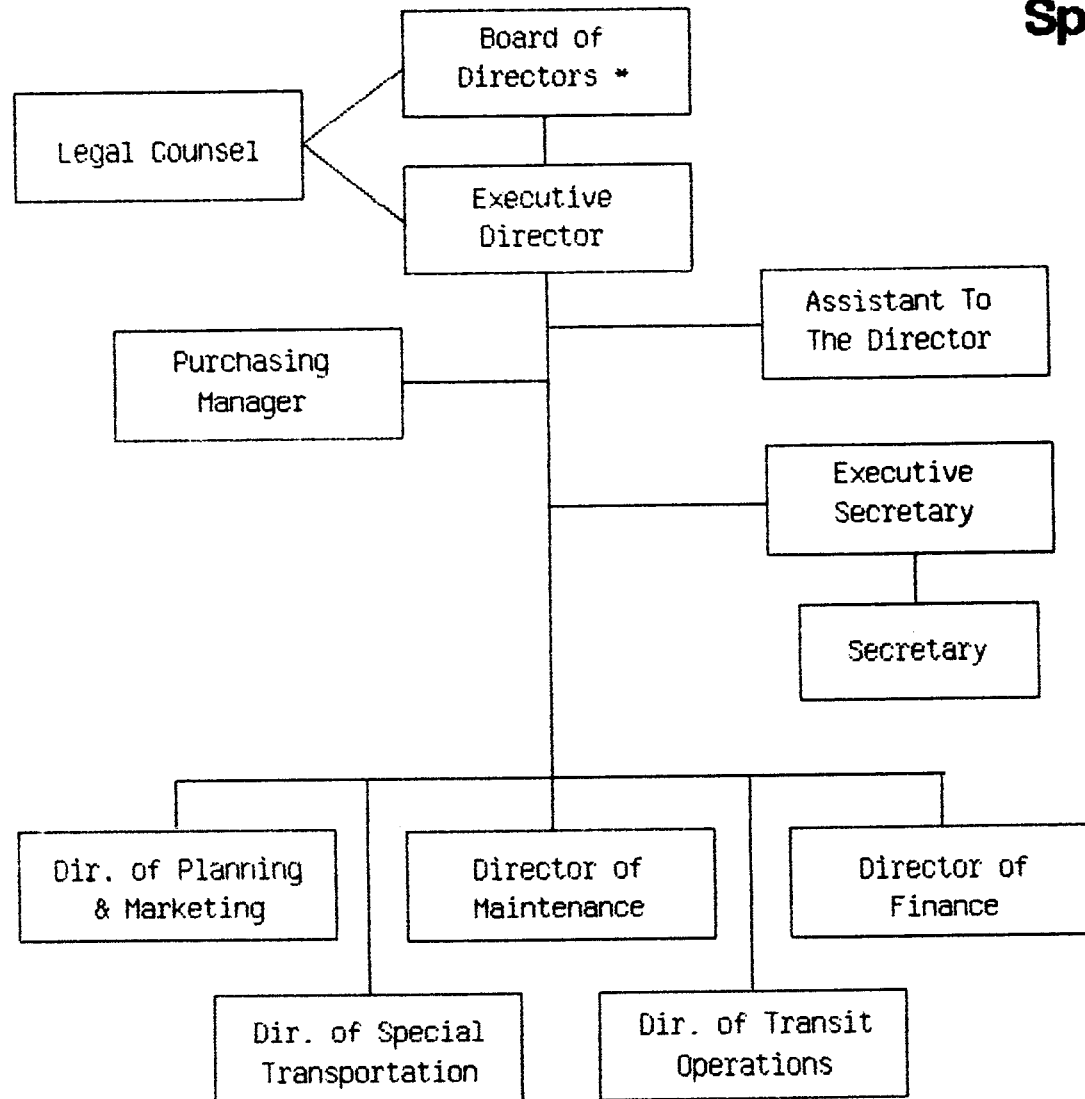 Sp
Board of
Directors *
Legal Counsel
Executive
Director
Assistant To
The Director
Purchasing
Manager
Executive
Secretary
Secretary
Dir. of Planning
& Marketing
Director of
Maintenance
Director of
Finance
Dir. of Special
Transportation
Dir. of Transit
Operations